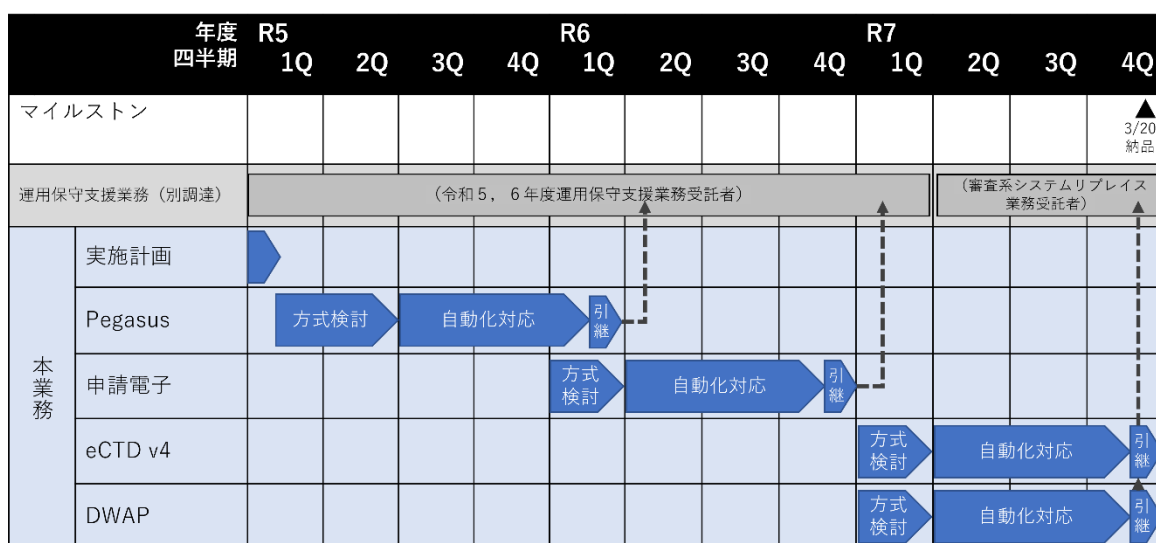 年度 R5 R6 R7
四半期 1Q 2Q 3Q 4Q 1Q 2Q 3Q 4Q 1Q 2Q 3Q 4Q
マイルストン
▲
3/20
納品
運用保守支援業務（別調達）
（令和５，６年度運用保守支援業務受託者）
（審査系システムリプレイス
業務受託者）
本業務
実施計画
Pegasus
方式検討
自動化対応
引
継
申請電子
方式
検討
自動化対応
引
継
eCTD v4
方式
検討
自動化対応
引
継
DWAP
方式
検討
自動化対応
引
継